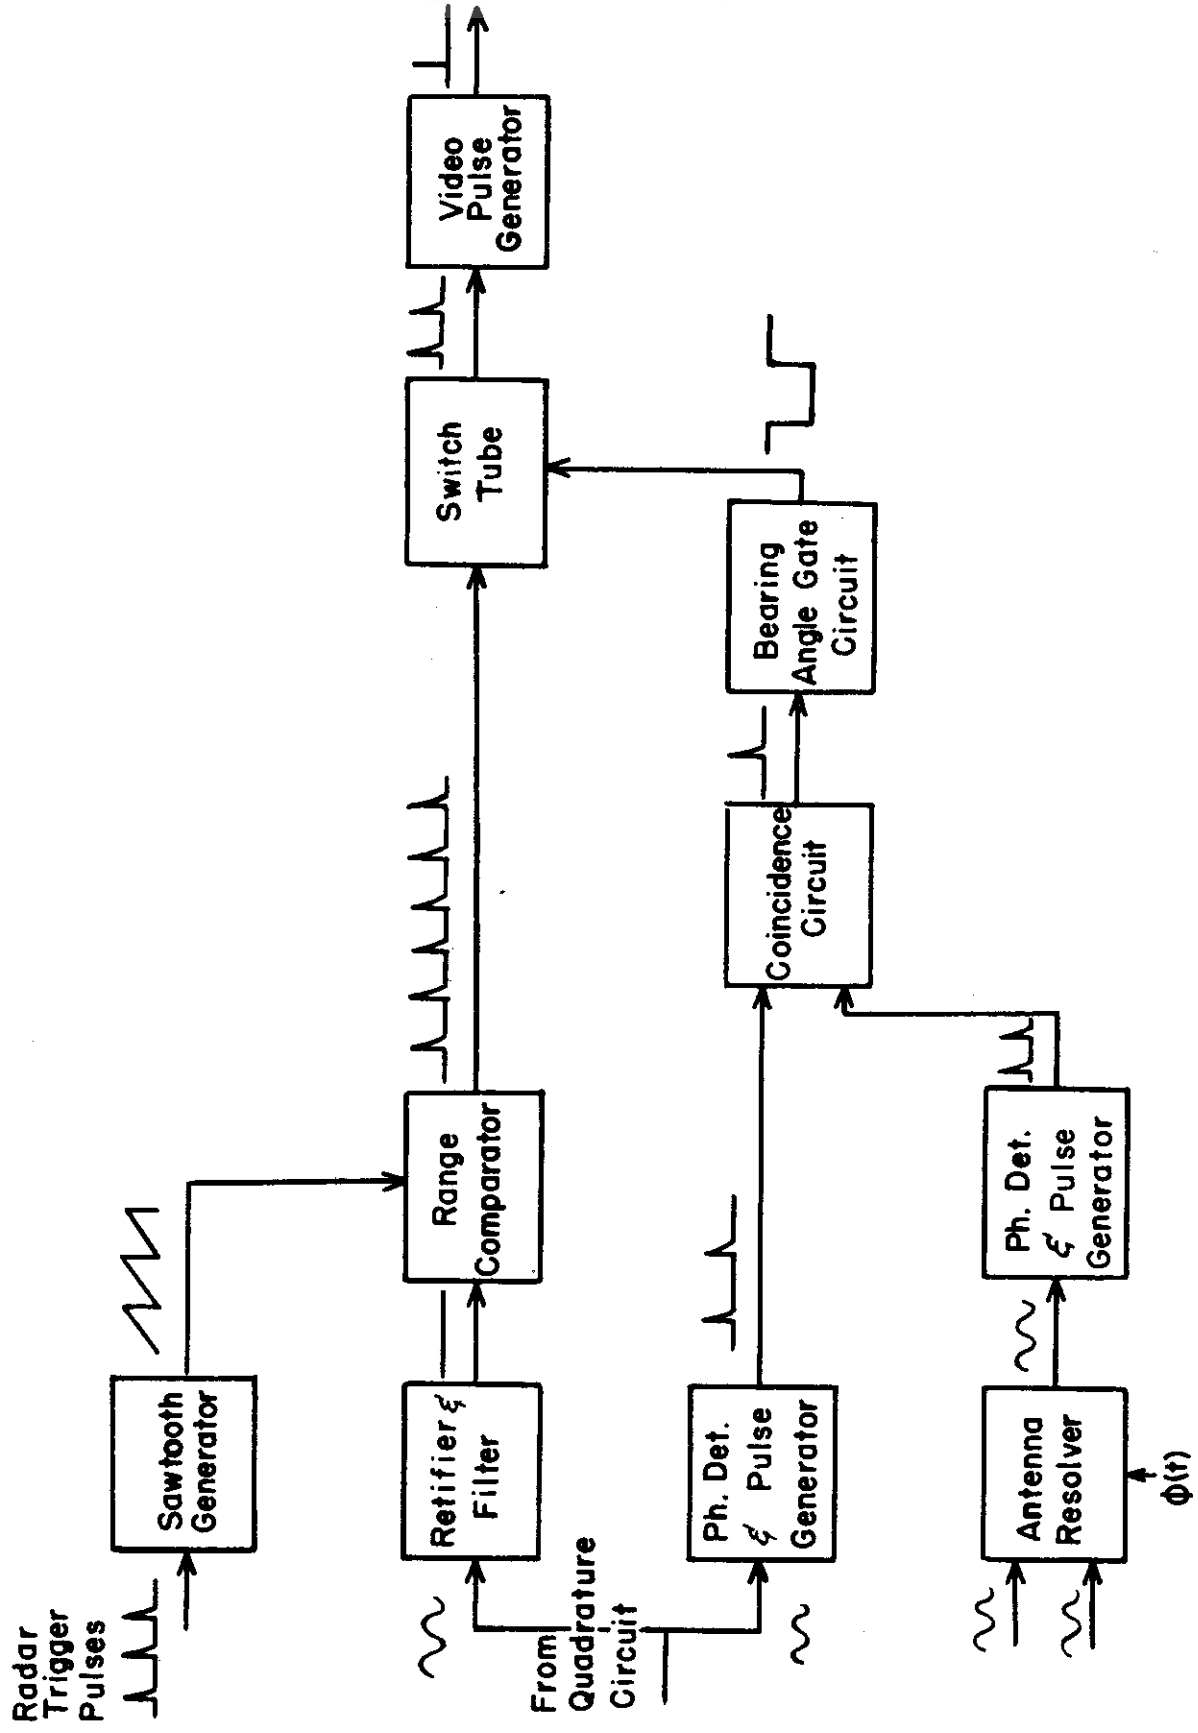 Radar
Trigger
Pulses
Sawtooth
Generator
From
Quadrature
Circuit
Retifier &
Filter
Range
Comparator
Switch
Tube
Video
Pulse
Generator
Ph. Det.
& Pulse
Generator
Coincidence
Circuit
Bearing
Angle Gate
Circuit
Antenna
Resolver
ϕ(t)
Ph. Det.
& Pulse
Generator